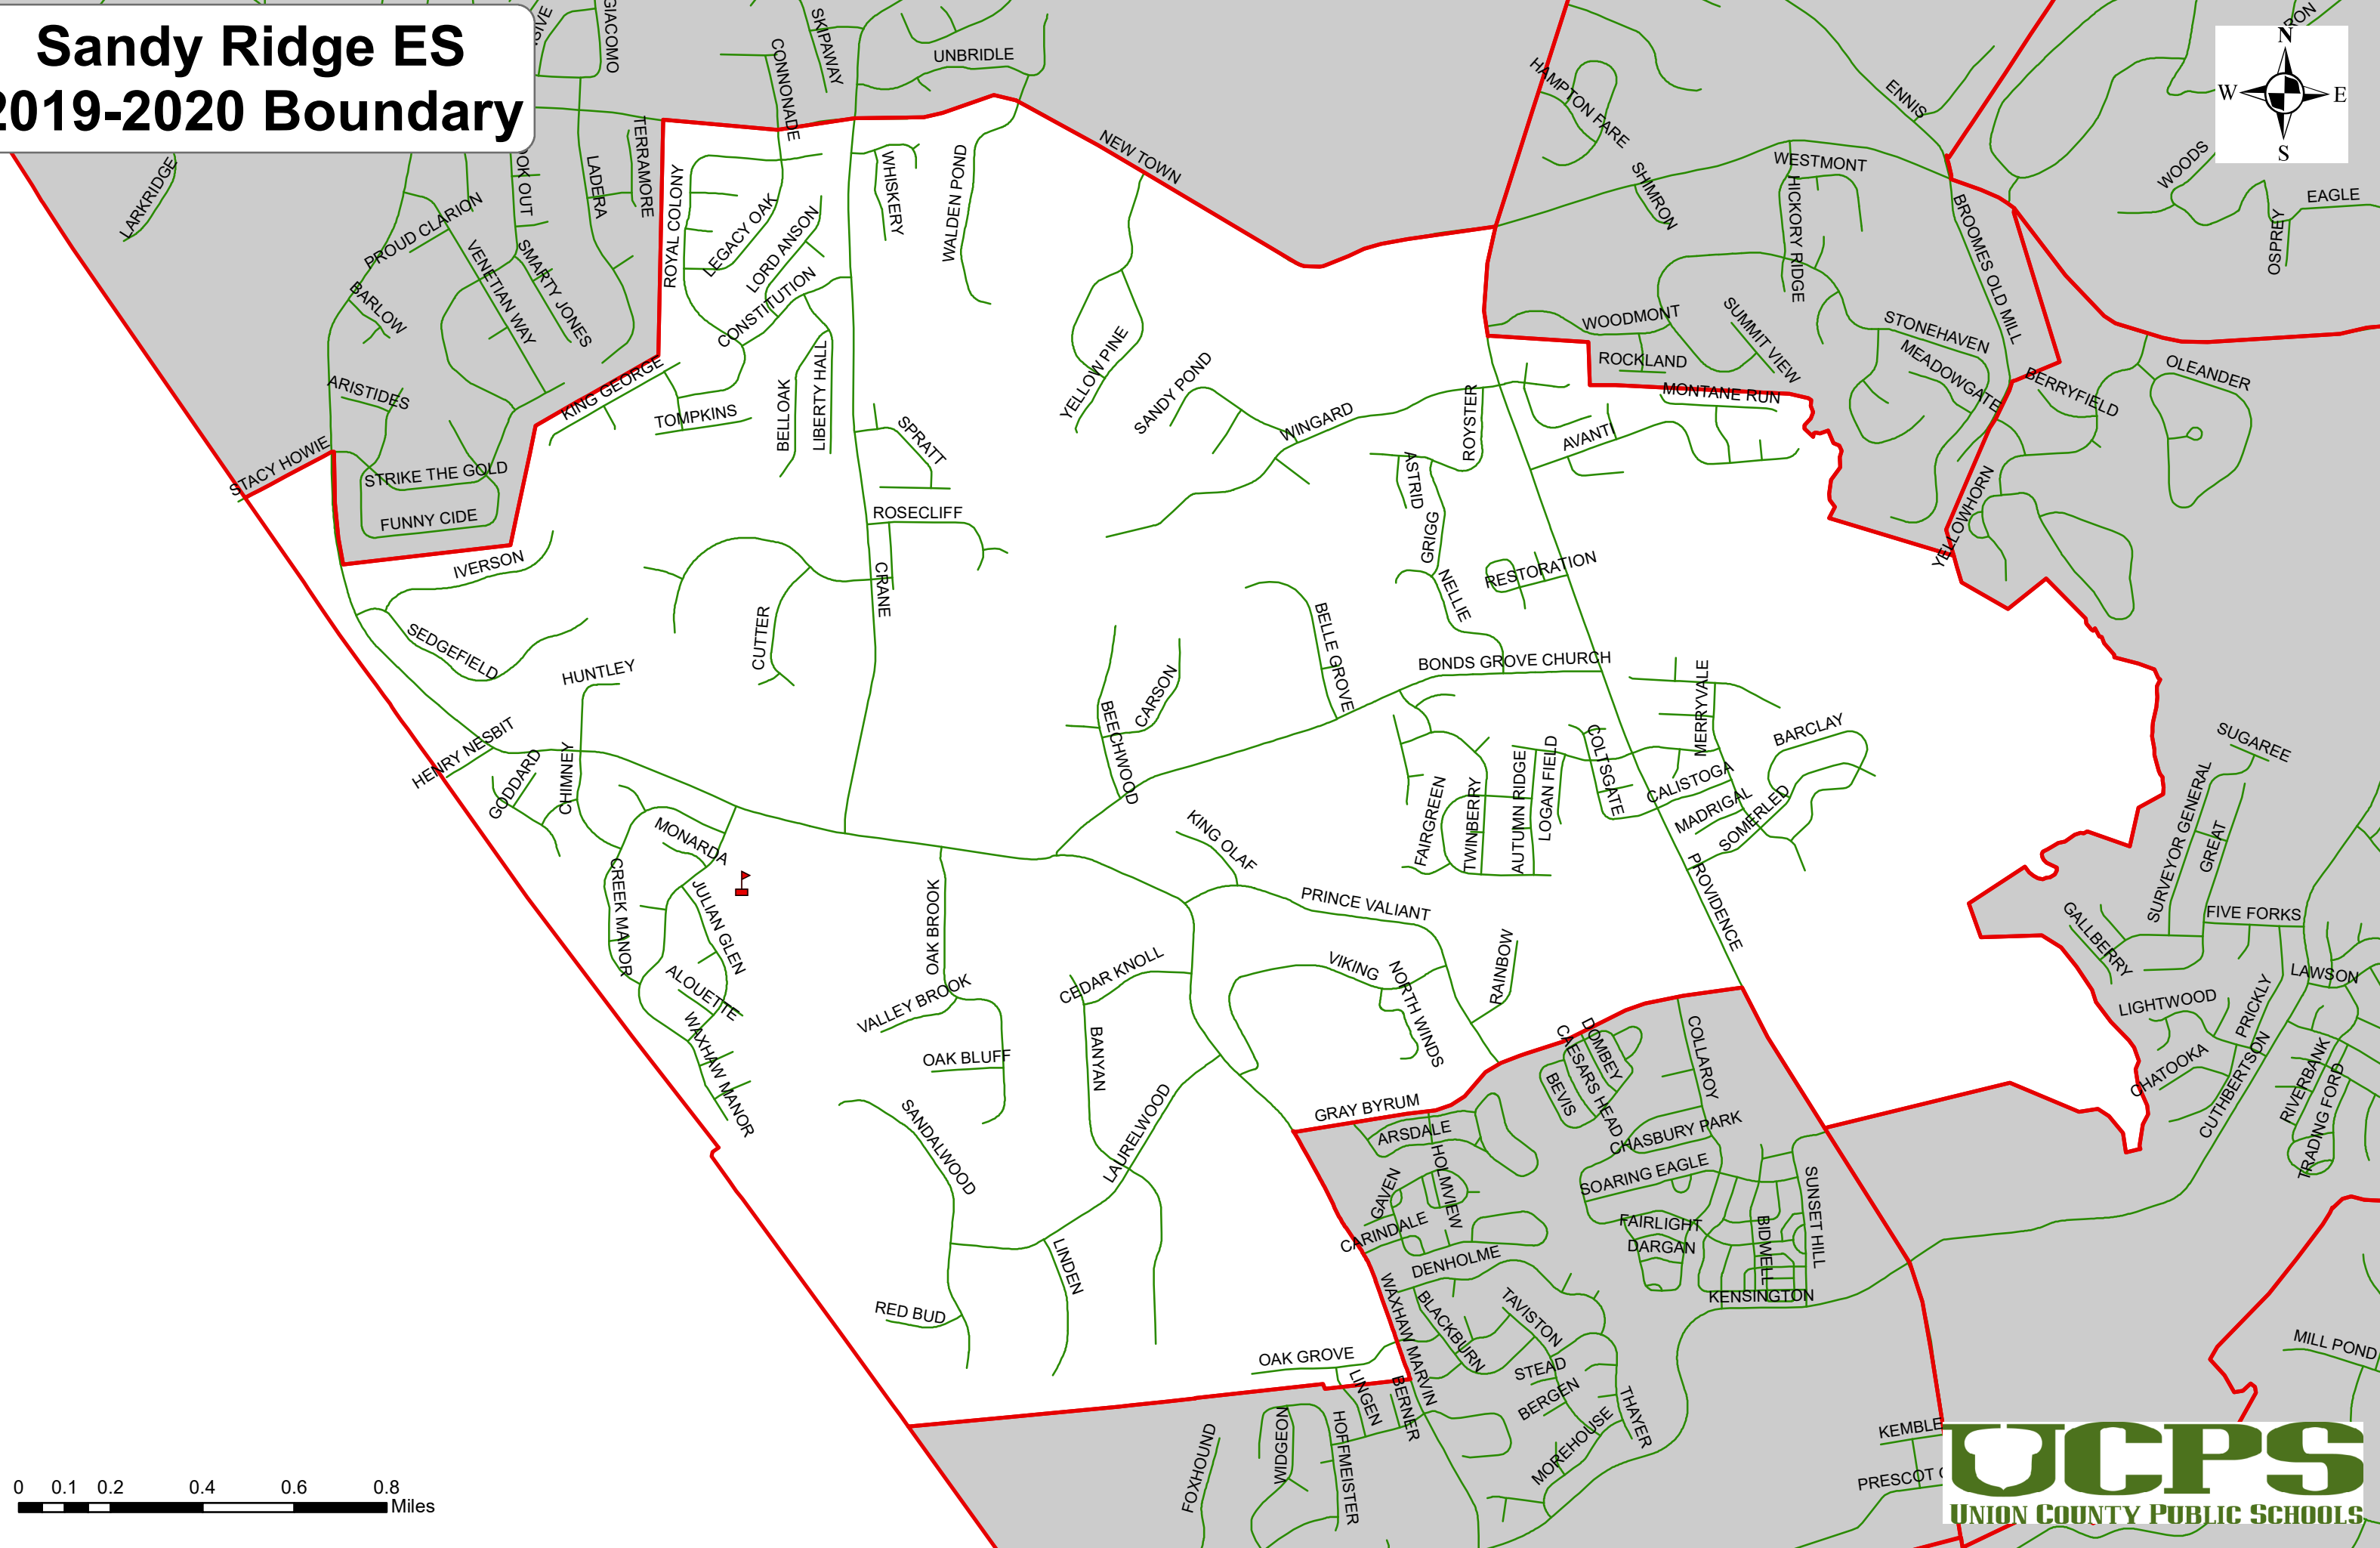 Sandy Ridge ES
2019-2020 Boundary
GIACOMO
SKIPAWAY
CONNONADE
UNBRIDLE
HAMPTON FARE
ENNIS
N
W
E
S
NEW TOWN
WESTMONT
WOODS
EAGLE
OSPREY
LARKRIDGE
TERRAMORE
LADERA
ROYAL COLONY
LEGACY OAK
LORD ANSON
WHISKERY
WALDEN POND
SHIMRON
HICKORY RIDGE
BROOMES OLD MILL
PROUD CLARION
VENETIAN WAY
SMARTY JONES
CONSTITUTION
BARLOW
WOODMONT
SUMMIT VIEW
STONEHAVEN
ROCKLAND
MEADOWGATE
BERRYFIELD
OLEANDER
MONTANE RUN
ARISTIDES
KING GEORGE
TOMPKINS
BELLOAK
LIBERTY HALL
YELLOW PINE
SANDY POND
WINGARD
ROYSTER
AVANTI
SPRATT
STACY HOWIE
STRIKE THE GOLD
FUNNY CIDE
ROSECLIFF
ASTRID
GRIGG
YELLOWHORN
IVERSON
CRANE
RESTORATION
NELLIE
SEDGEFIELD
CUTTER
HUNTLEY
BELLE GROVE
BONDS GROVE CHURCH
CARSON
BEECHWOOD
MERRYVALE
BARCLAY
HENRY NESBIT
GODDARD
CHIMNEY
COLTSGATE
CALISTOGA
MADRIGAL
SOMERLED
SUGAREE
SURVEYOR GENERAL
GREAT
MONARDA
KING OLAF
FAIRGREEN
TWINBERRY
AUTUMN RIDGE
LOGAN FIELD
PROVIDENCE
CREEK MANOR
JULIAN GLEN
OAK BROOK
PRINCE VALIANT
FIVE FORKS
GALLBERRY
ALOUETTE
VALLEY BROOK
CEDAR KNOLL
VIKING
NORTH WINDS
RAINBOW
LAWSON
LIGHTWOOD
PRICKLY
WAXHAW MANOR
OAK BLUFF
BANYAN
COLLAROY
DOMBEY
CAESARS HEAD
BEVIS
CHATOOKA
CUTHBERTSON
RIVERBANK
TRADING FORD
SANDALWOOD
LAURELWOOD
GRAY BYRUM
ARSDALE
CHASBURY PARK
HOLMVIEW
GAVEN
SOARING EAGLE
SUNSET HILL
CARINDALE
FAIRLIGHT
DARGAN
BIDWELL
DENHOLME
LINDEN
KENSINGTON
RED BUD
WAXHAW MARVIN
BLACKBURN
TAVISTON
OAK GROVE
STEAD
LINGEN
BERNER
BERGEN
THAYER
MILL POND
FOXHOUND
WIDGEON
HOFFMEISTER
MOREHOUSE
KEMBLE
PRESCOT
0 0.1 0.2 0.4 0.6 0.8
Miles
UCPS
UNION COUNTY PUBLIC SCHOOLS